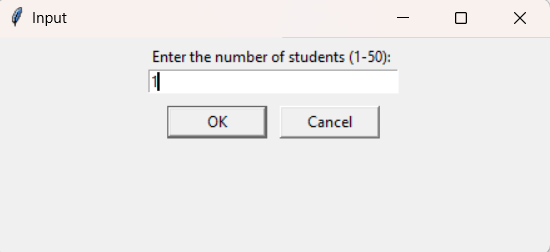 Input
Enter the number of students (1-50):
1
OK
Cancel